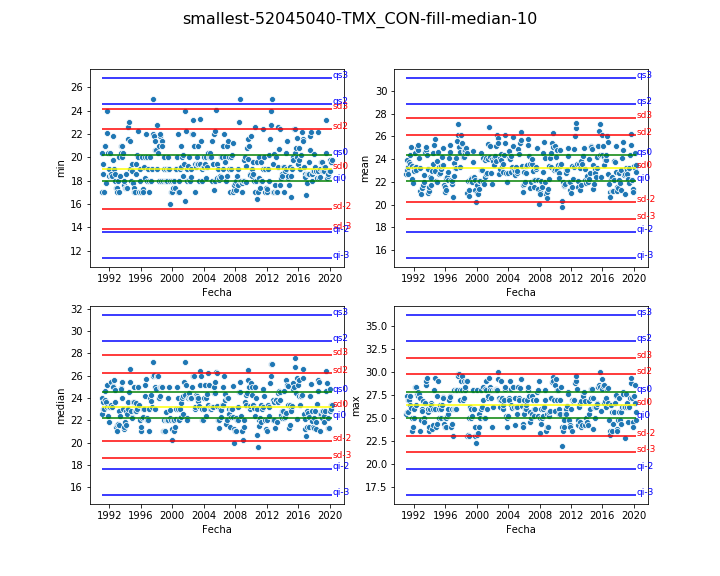 smallest-52045040-TMX_CON-fill-median-10
min
26
24
22
20
18
16
14
12
qs3
qs2
sd3
sd2
qs0
sd0
qi0
sd-2
sd-3
qi-2
qi-3
1992 1996 2000 2004 2008 2012 2016 2020
Fecha
mean
30
28
26
24
22
20
18
16
qs3
qs2
sd3
sd2
qs0
sd0
qi0
sd-2
sd-3
qi-2
qi-3
1992 1996 2000 2004 2008 2012 2016 2020
Fecha
median
32
30
28
26
24
22
20
18
16
qs3
qs2
sd3
sd2
qs0
sd0
qi0
sd-2
sd-3
qi-2
qi-3
1992 1996 2000 2004 2008 2012 2016 2020
Fecha
max
35.0
32.5
30.0
27.5
25.0
22.5
20.0
17.5
qs3
qs2
sd3
sd2
qs0
sd0
qi0
sd-2
sd-3
qi-2
qi-3
1992 1996 2000 2004 2008 2012 2016 2020
Fecha